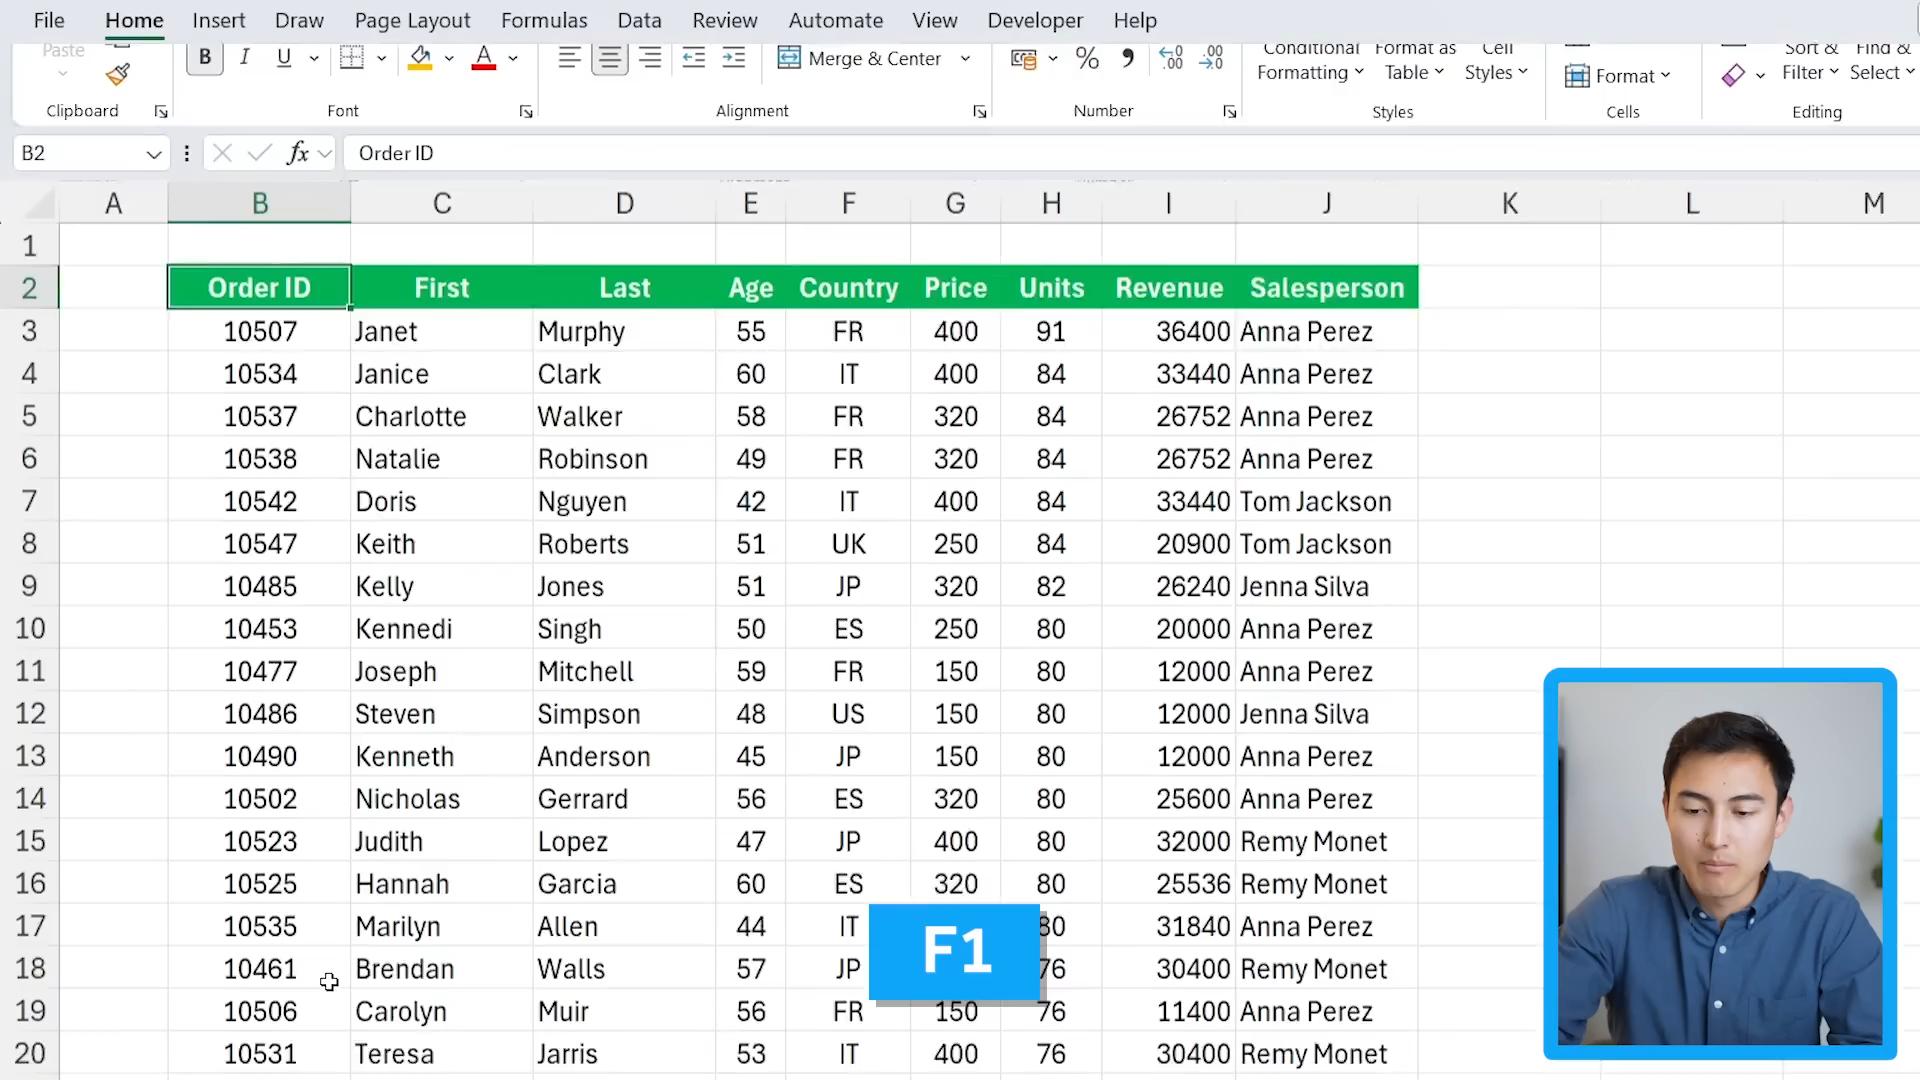 File Home Insert Draw Page Layout Formulas Data Review Automate View Developer Help
Paste B I U A Merge & Center % , .00 .00 Conditional Formatting Format as Table Cell Styles Format Sort & Filter Find & Select
Clipboard Font Alignment Number Styles Cells Editing
B2 fx Order ID
A B C D E F G H I J K L M
1
2 Order ID First Last Age Country Price Units Revenue Salesperson
3 10507 Janet Murphy 55 FR 400 91 36400 Anna Perez
4 10534 Janice Clark 60 IT 400 84 33440 Anna Perez
5 10537 Charlotte Walker 58 FR 320 84 26752 Anna Perez
6 10538 Natalie Robinson 49 FR 320 84 26752 Anna Perez
7 10542 Doris Nguyen 42 IT 400 84 33440 Tom Jackson
8 10547 Keith Roberts 51 UK 250 84 20900 Tom Jackson
9 10485 Kelly Jones 51 JP 320 82 26240 Jenna Silva
10 10453 Kennedi Singh 50 ES 250 80 20000 Anna Perez
11 10477 Joseph Mitchell 59 FR 150 80 12000 Anna Perez
12 10486 Steven Simpson 48 US 150 80 12000 Jenna Silva
13 10490 Kenneth Anderson 45 JP 150 80 12000 Anna Perez
14 10502 Nicholas Gerrard 56 ES 320 80 25600 Anna Perez
15 10523 Judith Lopez 47 JP 400 80 32000 Remy Monet
16 10525 Hannah Garcia 60 ES 320 80 25536 Remy Monet
17 10535 Marilyn Allen 44 IT 80 31840 Anna Perez
F1
18 10461 Brendan Walls 57 JP 76 30400 Remy Monet
19 10506 Carolyn Muir 56 FR 150 76 11400 Anna Perez
20 10531 Teresa Jarris 53 IT 400 76 30400 Remy Monet